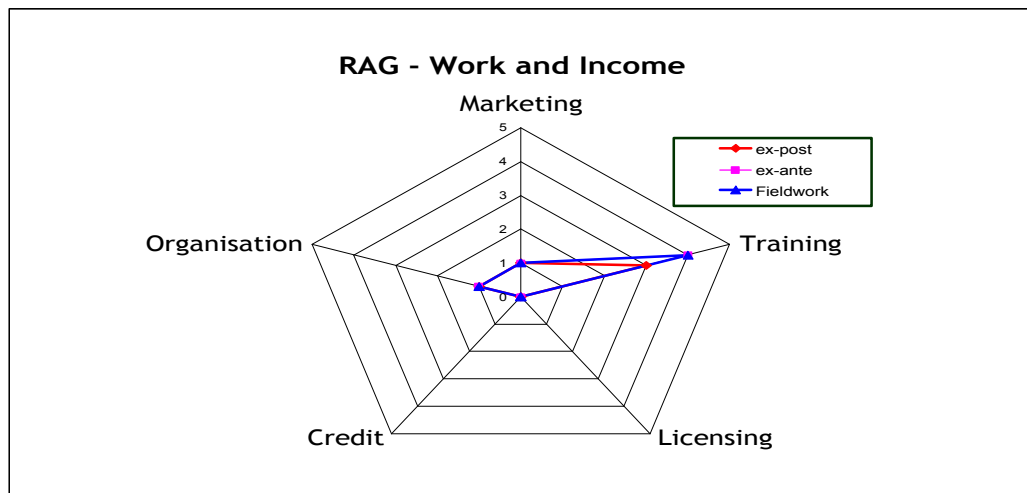 RAG - Work and Income
Marketing
5
4
3
2
1
0
ex-post
ex-ante
Fieldwork
Organisation
Training
Credit
Licensing